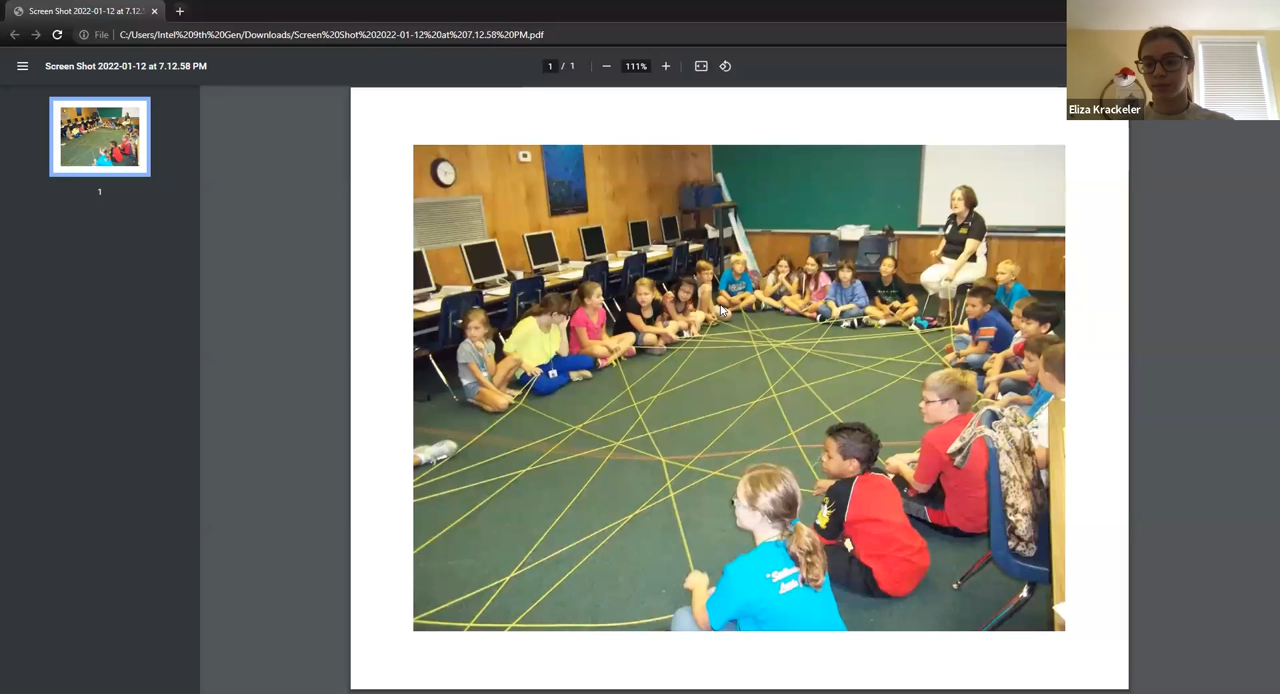 Screen Shot 2022-01-12 at 7.12.5
File
C:/Users/Intel%209th%20Gen/Downloads/Screen%20Shot%202022-01-12%20at%207.12.58%20PM.pdf
Screen Shot 2022-01-12 at 7.12.58 PM
1 / 1
111%
Eliza Krackeler
1